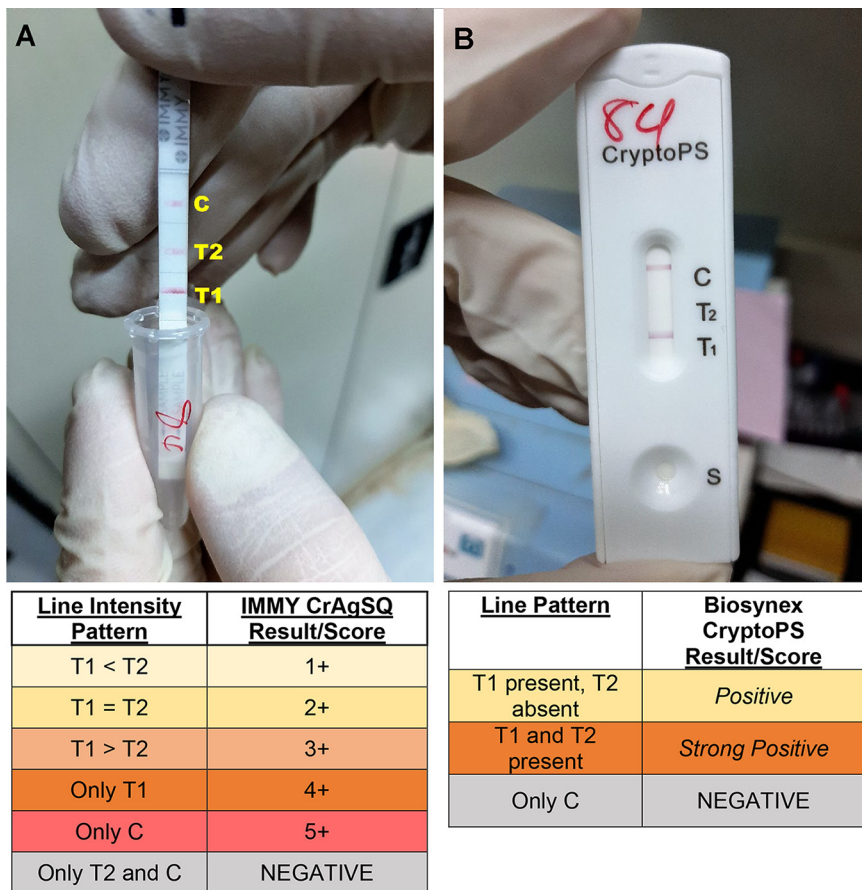 A
IMMY
IMMY
C
T2
T1
B
84
CryptoPS
C
T2
T1
S
Line Intensity
Pattern
IMMY CrAgSQ
Result/Score
T1 < T2
1+
T1 = T2
2+
T1 > T2
3+
Only T1
4+
Only C
5+
Only T2 and C
NEGATIVE
Line Pattern
Biosynex
CryptoPS
Result/Score
T1 present, T2
absent
Positive
T1 and T2
present
Strong Positive
Only C
NEGATIVE